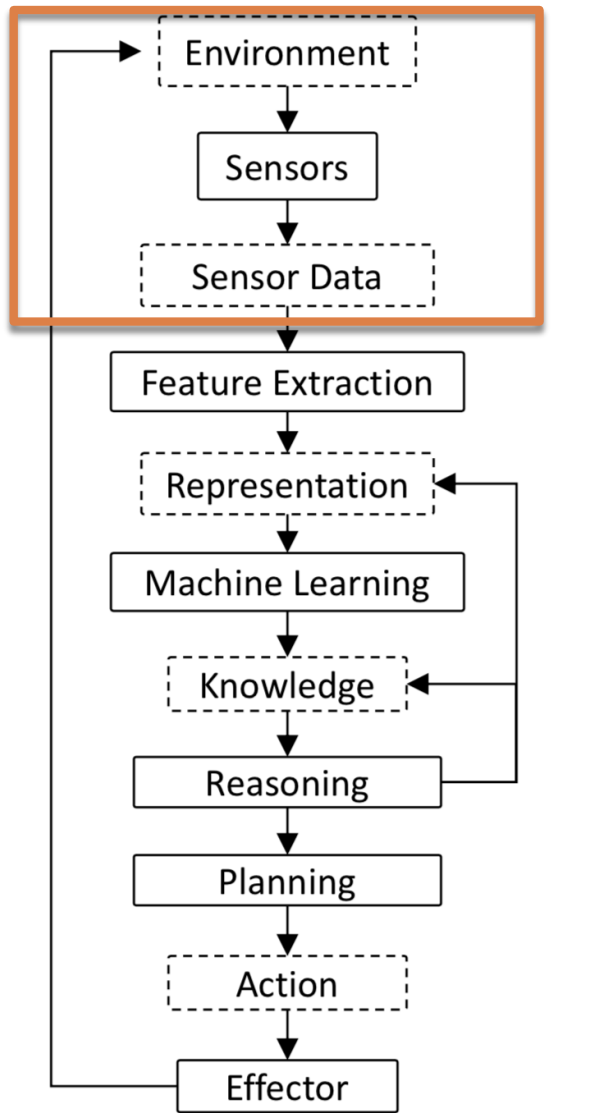 Environment
Sensors
Sensor Data
Feature Extraction
Representation
Machine Learning
Knowledge
Reasoning
Planning
Action
Effector